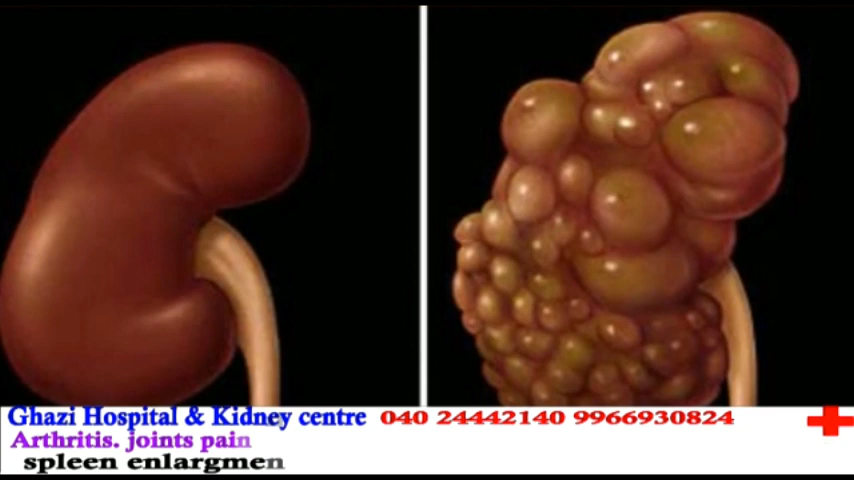 Ghazi Hospital & Kidney centre 040 24442140 9966930824
Arthritis. joints pain
spleen enlargmen